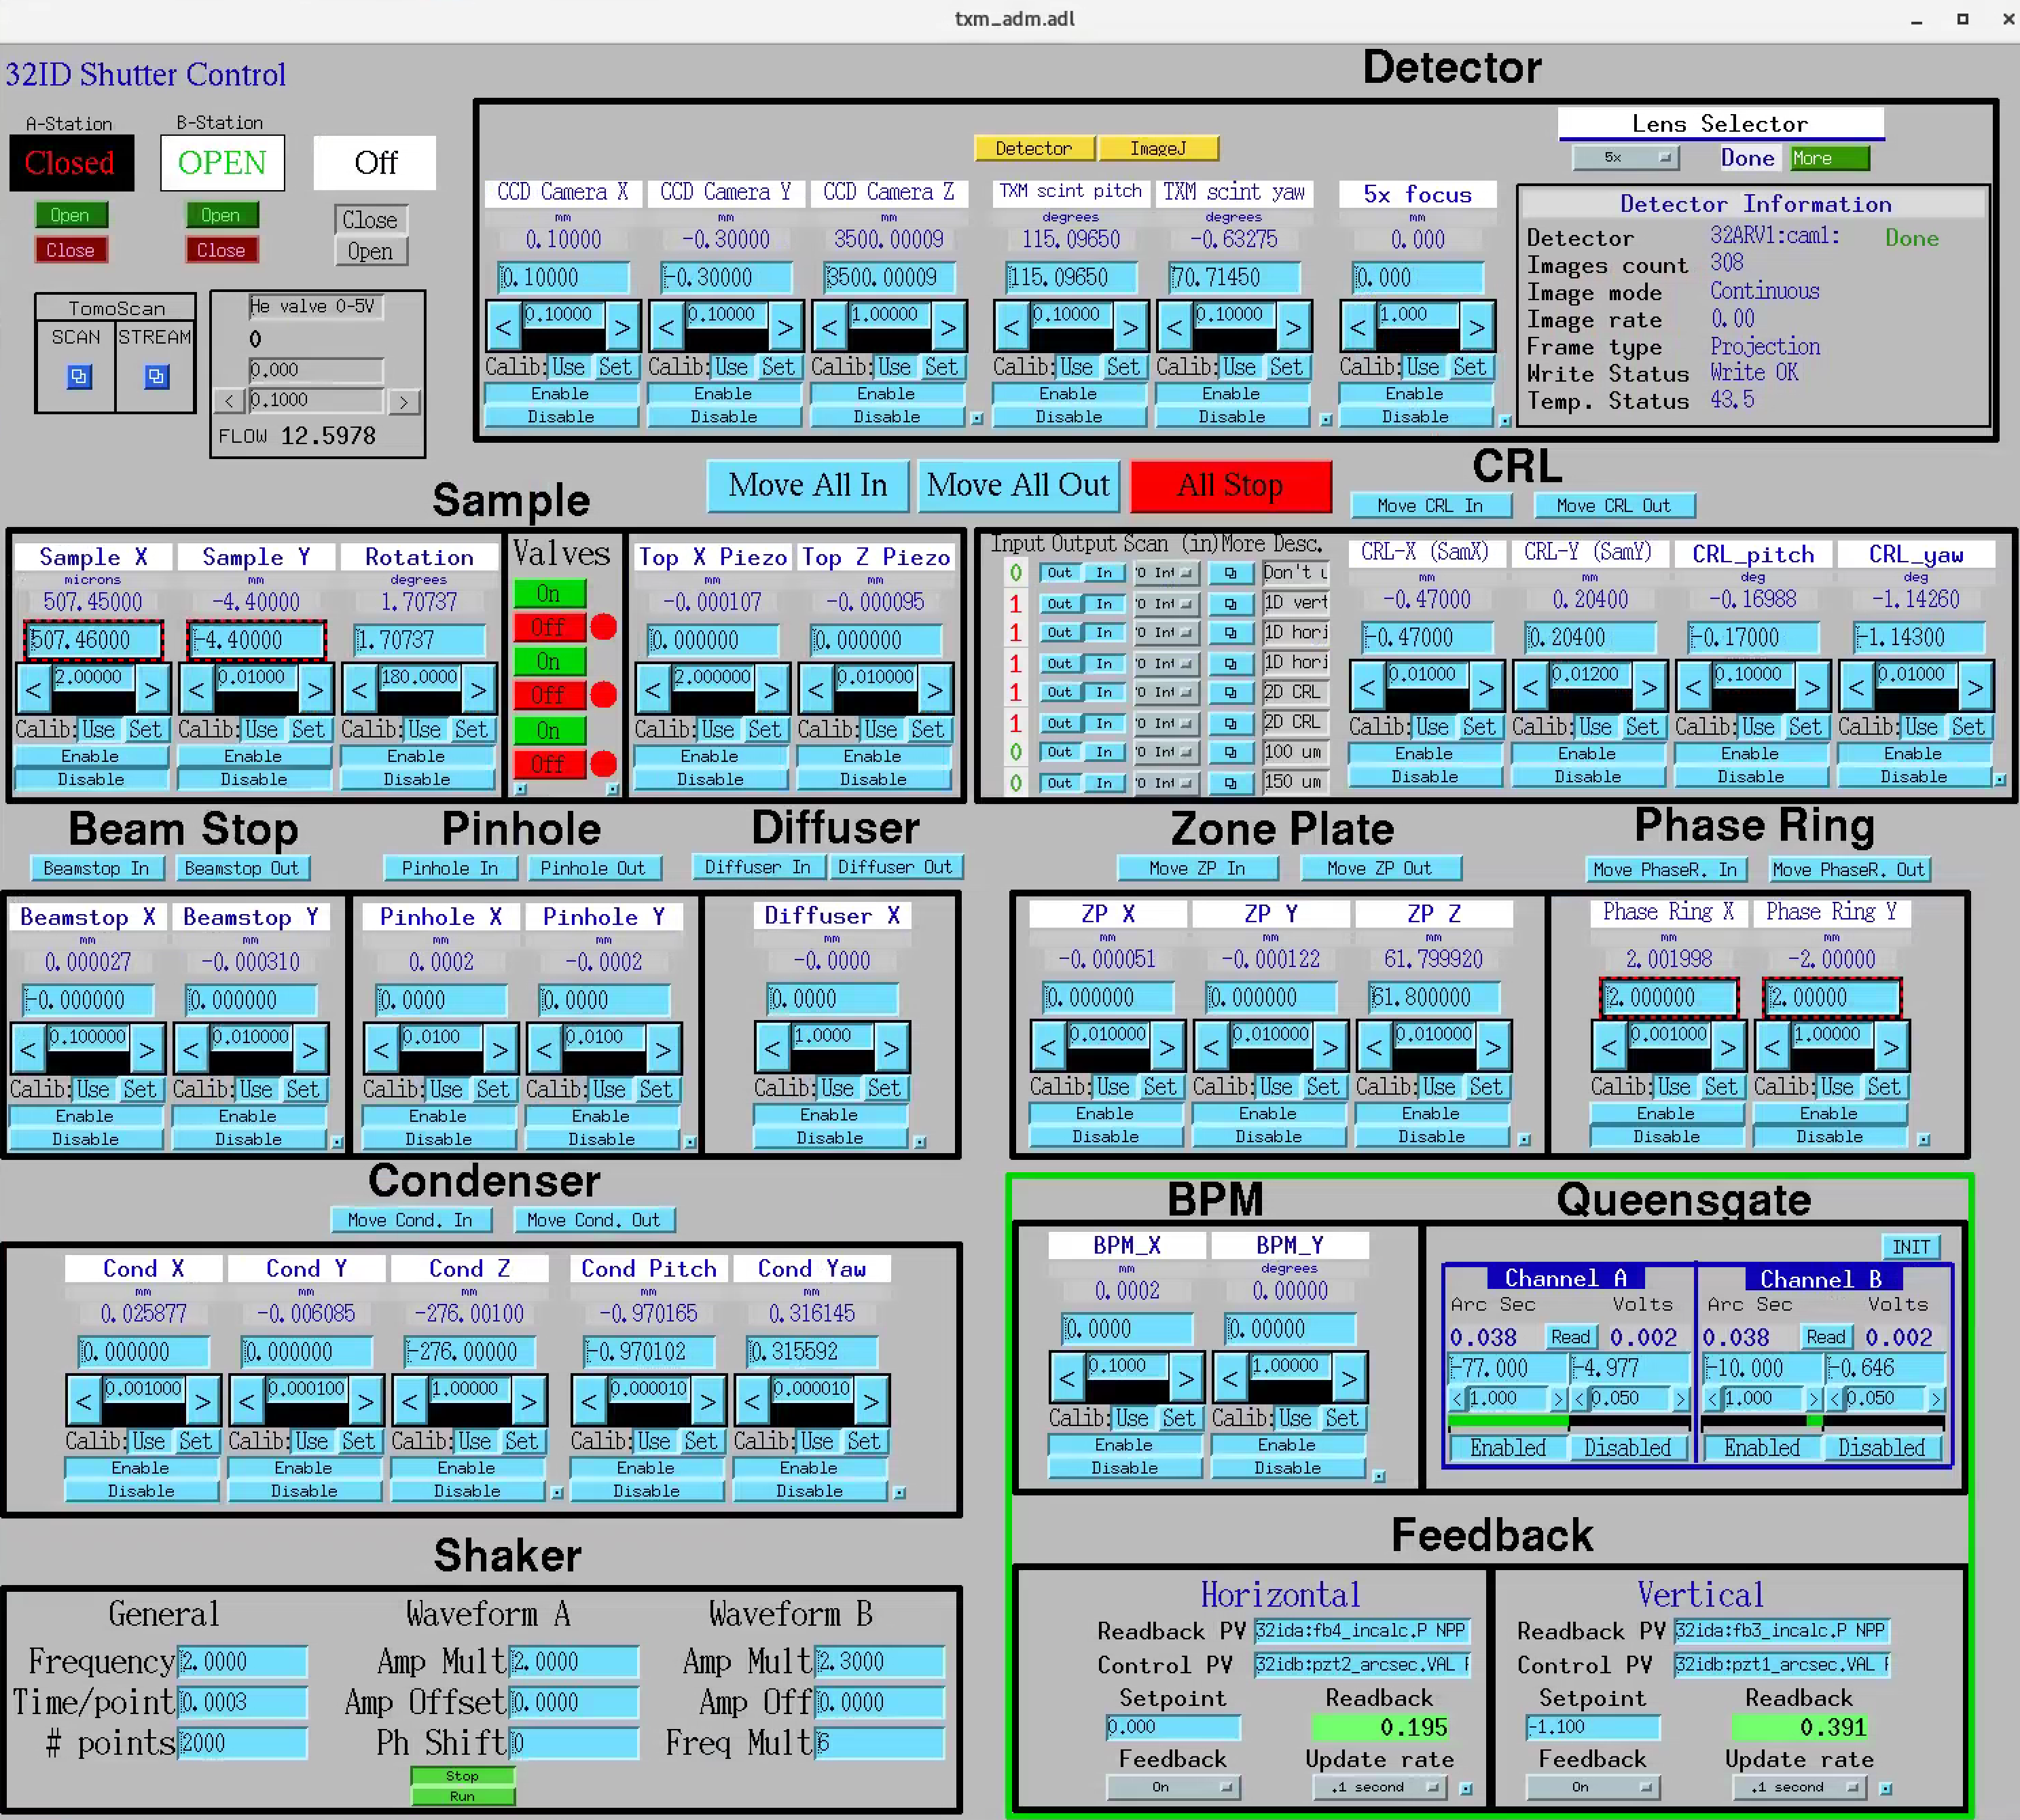 txm_adm.adl
32ID Shutter Control
A-Station
B-Station
Closed
OPEN
Off
Open
Close
Open
Close
Close
Open
TomoScan
SCAN
STREAM
He valve 0-5V
0
0.000
< 0.1000 >
FLOW 12.5978
Detector
Detector
ImageJ
Lens Selector
5x
Done
More
CCD Camera X
CCD Camera Y
CCD Camera Z
TXM scint pitch
TXM scint yaw
5x focus
mm mm mm degrees degrees mm
0.10000 -0.30000 3500.00009 115.09650 -0.63275 0.000
0.10000 -0.30000 3500.00009 115.09650 70.71450 0.000
< 0.10000 > < 0.10000 > < 1.00000 > < 0.10000 > < 0.10000 > < 1.000 >
Calib: Use Set Calib: Use Set Calib: Use Set Calib: Use Set Calib: Use Set Calib: Use Set
Enable Enable Enable Enable Enable Enable
Disable Disable Disable Disable Disable Disable
Detector Information
Detector 32ARV1:cam1: Done
Images count 308
Image mode Continuous
Image rate 0.00
Frame type Projection
Write Status Write OK
Temp. Status 43.5
Move All In
Move All Out
All Stop
Sample
Sample X Sample Y Rotation
microns mm degrees
507.45000 -4.40000 1.70737
507.46000 -4.40000 1.70737
< 2.00000 > < 0.01000 > < 180.0000 >
Calib: Use Set Calib: Use Set Calib: Use Set
Enable Enable Enable
Disable Disable Disable
Valves
On
Off
On
Off
On
Off
Top X Piezo Top Z Piezo
mm mm
-0.000107 -0.000095
0.000000 0.000000
< 2.000000 > < 0.010000 >
Calib: Use Set Calib: Use Set
Enable Enable
Disable Disable
CRL
Move CRL In
Move CRL Out
Input Output Scan (in) More Desc.
0 Out In Don't
1 Out In 1D vert
1 Out In 1D hori
1 Out In 1D hori
1 Out In 2D CRL
1 Out In 2D CRL
0 Out In 100 um
0 Out In 150 um
CRL-X (SamX) CRL-Y (SamY) CRL_pitch CRL_yaw
mm mm deg deg
-0.47000 0.20400 -0.16988 -1.14260
-0.47000 0.20400 -0.17000 -1.14300
< 0.01000 > < 0.01200 > < 0.10000 > < 0.01000 >
Calib: Use Set Calib: Use Set Calib: Use Set Calib: Use Set
Enable Enable Enable Enable
Disable Disable Disable Disable
Beam Stop
Beamstop In
Beamstop Out
Beamstop X Beamstop Y
mm mm
0.000027 -0.000310
-0.000000 0.000000
< 0.100000 > < 0.010000 >
Calib: Use Set Calib: Use Set
Enable Enable
Disable Disable
Pinhole
Pinhole In
Pinhole Out
Pinhole X Pinhole Y
mm mm
0.0002 -0.0002
0.0000 0.0000
< 0.0100 > < 0.0100 >
Calib: Use Set Calib: Use Set
Enable Enable
Disable Disable
Diffuser
Diffuser In
Diffuser Out
Diffuser X
mm
-0.0000
0.0000
< 1.0000 >
Calib: Use Set
Enable
Disable
Zone Plate
Move ZP In
Move ZP Out
ZP X ZP Y ZP Z
mm mm mm
-0.000051 -0.000122 61.799920
0.000000 0.000000 61.800000
< 0.010000 > < 0.010000 > < 0.010000 >
Calib: Use Set Calib: Use Set Calib: Use Set
Enable Enable Enable
Disable Disable Disable
Phase Ring
Move PhaseR. In
Move PhaseR. Out
Phase Ring X Phase Ring Y
mm mm
2.001998 -2.00000
2.000000 2.00000
< 0.001000 > < 1.00000 >
Calib: Use Set Calib: Use Set
Enable Enable
Disable Disable
Condenser
Move Cond. In
Move Cond. Out
Cond X Cond Y Cond Z Cond Pitch Cond Yaw
mm mm mm mm mm
0.025877 -0.006085 -276.00100 -0.970165 0.316145
0.000000 0.000000 -276.00000 -0.970102 0.315592
< 0.001000 > < 0.000100 > < 1.00000 > < 0.000010 > < 0.000010 >
Calib: Use Set Calib: Use Set Calib: Use Set Calib: Use Set Calib: Use Set
Enable Enable Enable Enable Enable
Disable Disable Disable Disable Disable
BPM
BPM_X BPM_Y
mm degrees
0.0002 0.00000
0.0000 0.00000
< 0.1000 > < 1.00000 >
Calib: Use Set Calib: Use Set
Enable Enable
Disable Disable
Queensgate
INIT
Channel A Channel B
Arc Sec Volts Arc Sec Volts
0.038 Read 0.002 0.038 Read 0.002
-77.000 -4.977 -10.000 -0.646
< 1.000 > < 0.050 > < 1.000 > < 0.050 >
Enabled Disabled Enabled Disabled
Shaker
General
Frequency 2.0000
Time/point 0.0003
# points 2000
Waveform A
Amp Mult 2.0000
Amp Offset 0.0000
Ph Shift 0
Waveform B
Amp Mult 2.3000
Amp Off 0.0000
Freq Mult 6
Stop
Run
Feedback
Horizontal
Readback PV 32ida:fb4_incalc.P NPP
Control PV 32idb:pzt2_arcsec.VAL
Setpoint Readback
0.000 0.195
Feedback Update rate
On .1 second
Vertical
Readback PV 32ida:fb3_incalc.P NPP
Control PV 32idb:pzt1_arcsec.VAL
Setpoint Readback
-1.100 0.391
Feedback Update rate
On .1 second